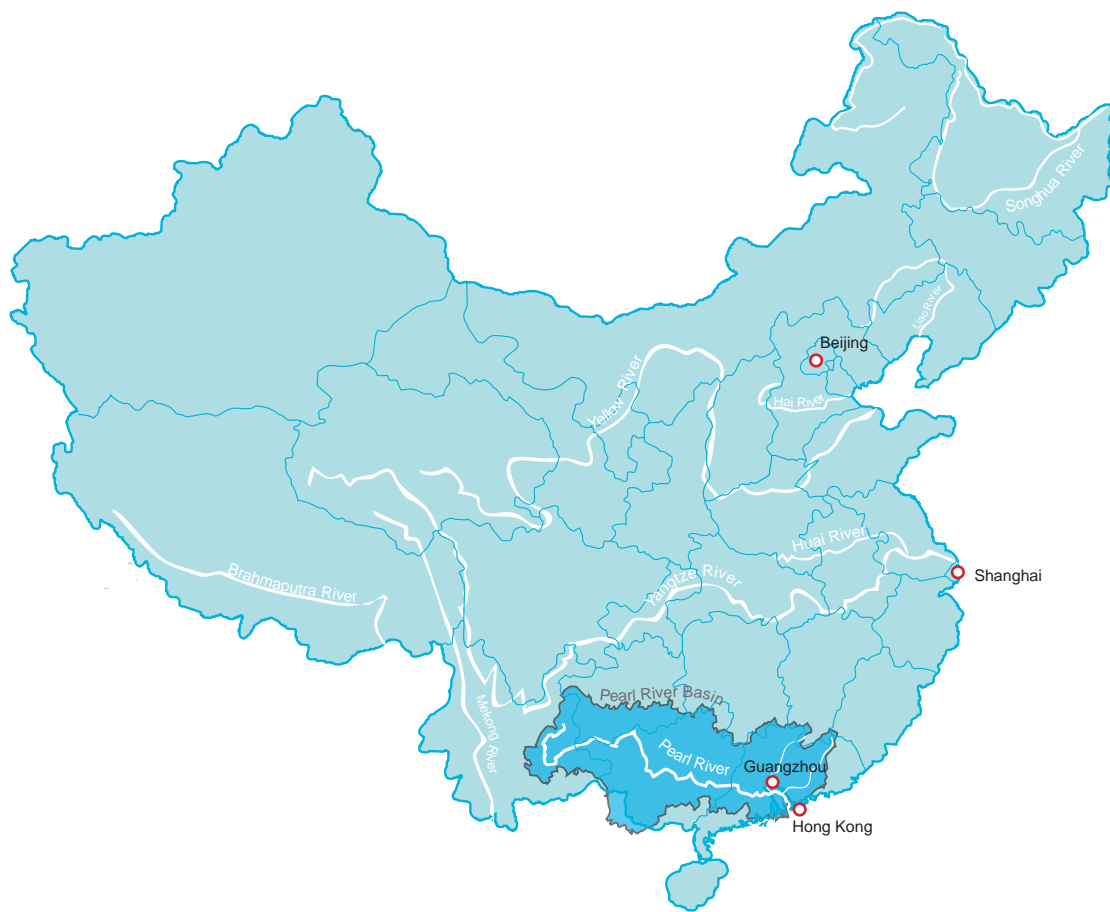 Songhua River
Liao River
Beijing
Yellow River
Hai River
Huai River
Shanghai
Yangtze River
Brahmaputra River
Mekong River
Pearl River Basin
Pearl River
Guangzhou
Hong Kong